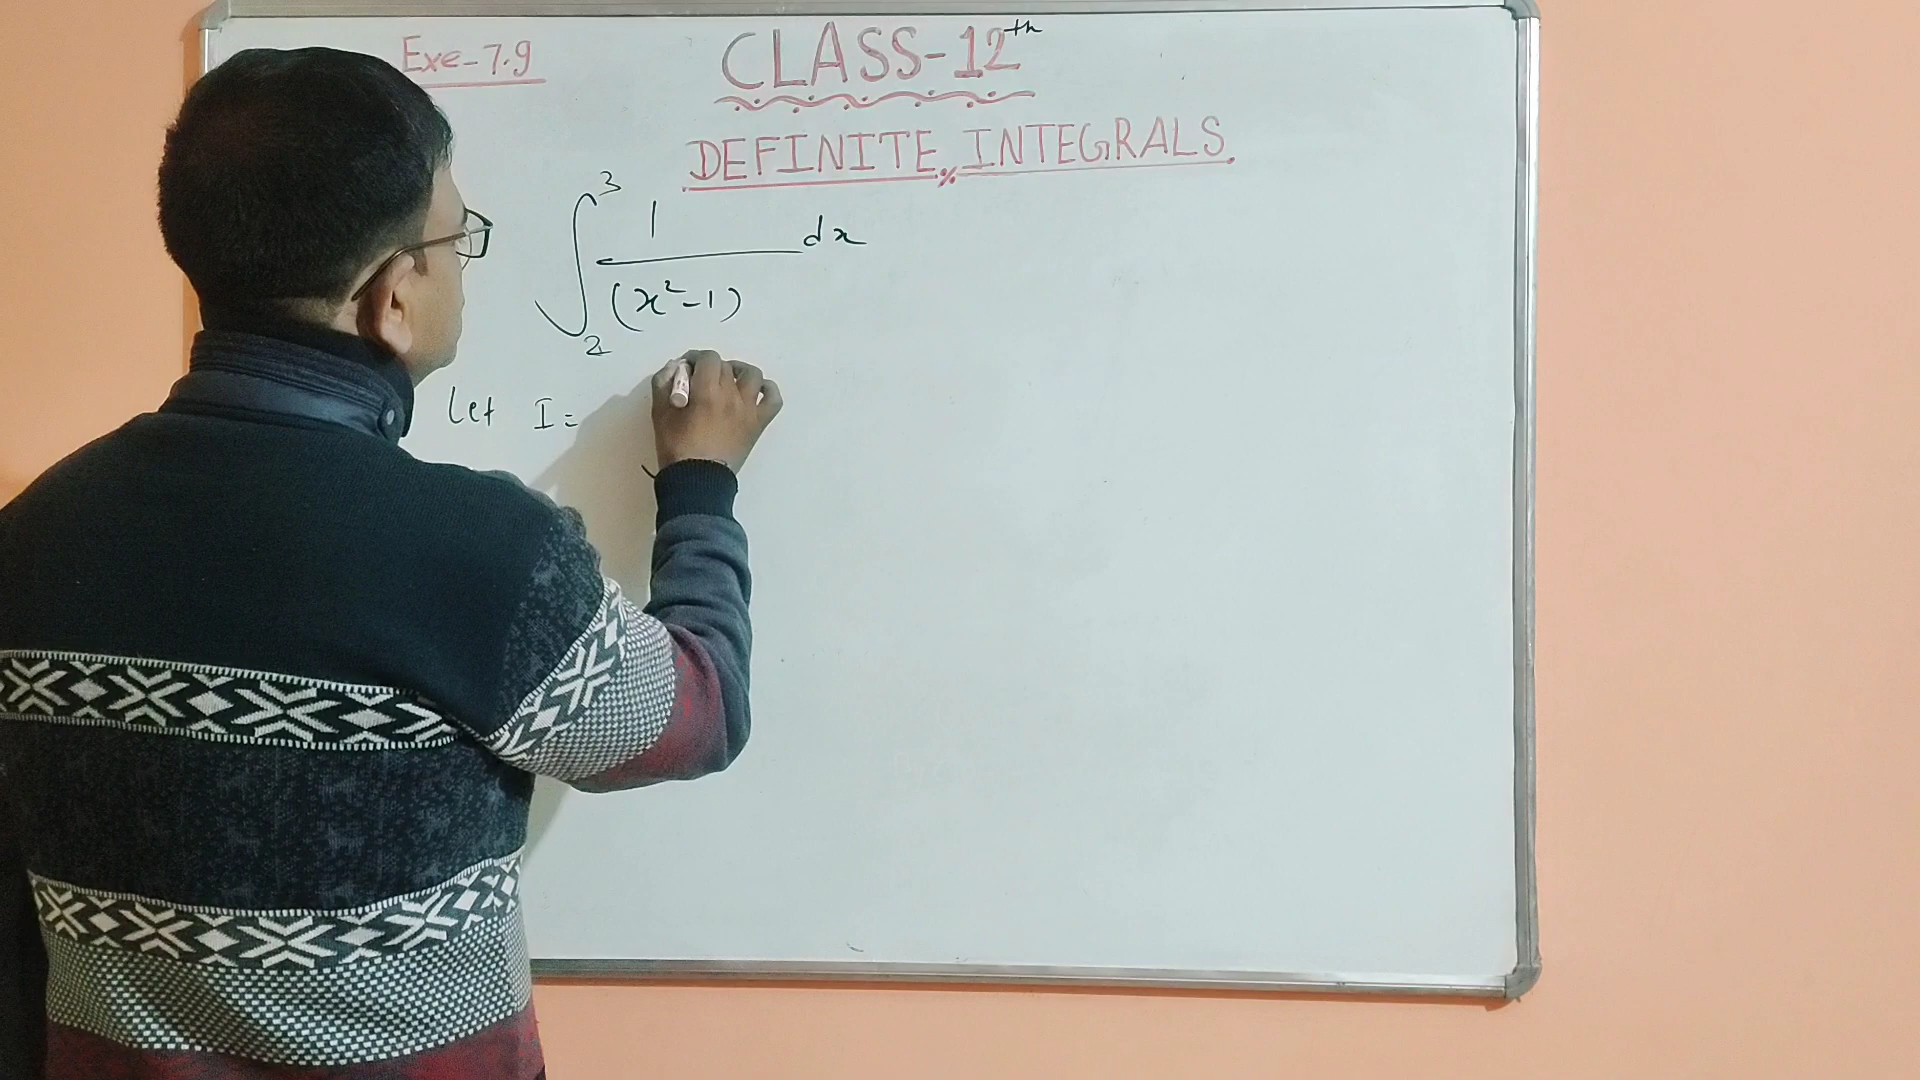 Exe-7.9
CLASS-12th
DEFINITE INTEGRALS.
∫₂³ 1/(x²-1) dx
Let I=